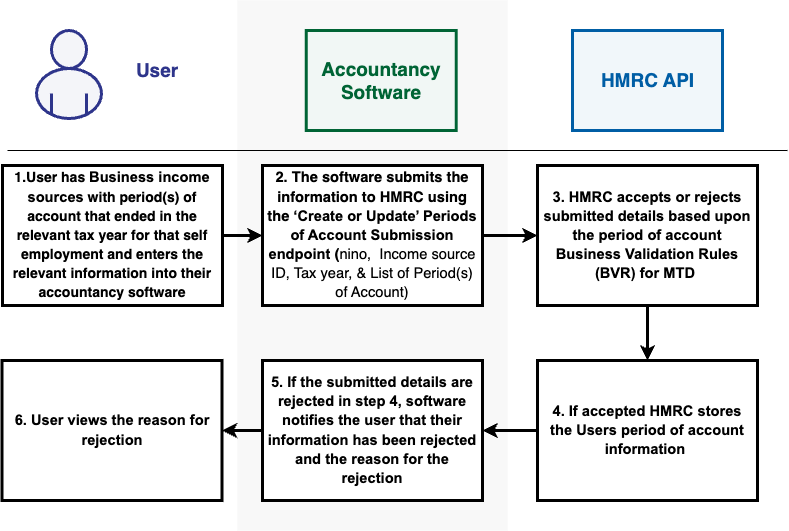 User
Accountancy
Software
HMRC API
1.User has Business income
sources with period(s) of
account that ended in the
relevant tax year for that self
employment and enters the
relevant information into their
accountancy software
2. The software submits the
information to HMRC using
the ‘Create or Update’ Periods
of Account Submission
endpoint (nino,  Income source
ID, Tax year, & List of Period(s)
of Account)
3. HMRC accepts or rejects
submitted details based upon
the period of account
Business Validation Rules
(BVR) for MTD
4. If accepted HMRC stores
the Users period of account
information
5. If the submitted details are
rejected in step 4, software
notifies the user that their
information has been rejected
and the reason for the
rejection
6. User views the reason for
rejection